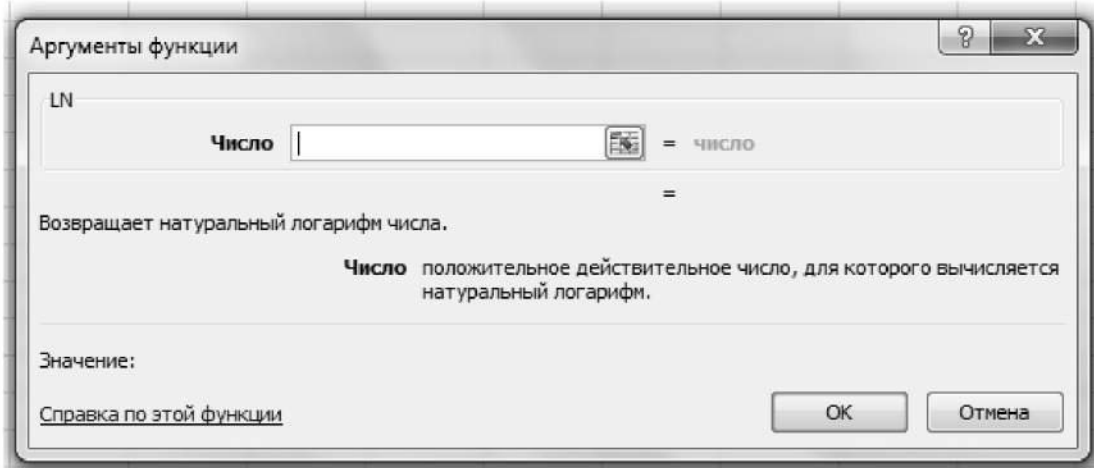 Аргументы функции
LN
Число = число
=
Возвращает натуральный логарифм числа.
Число положительное действительное число, для которого вычисляется
натуральный логарифм.
Значение:
Справка по этой функции
OK Отмена